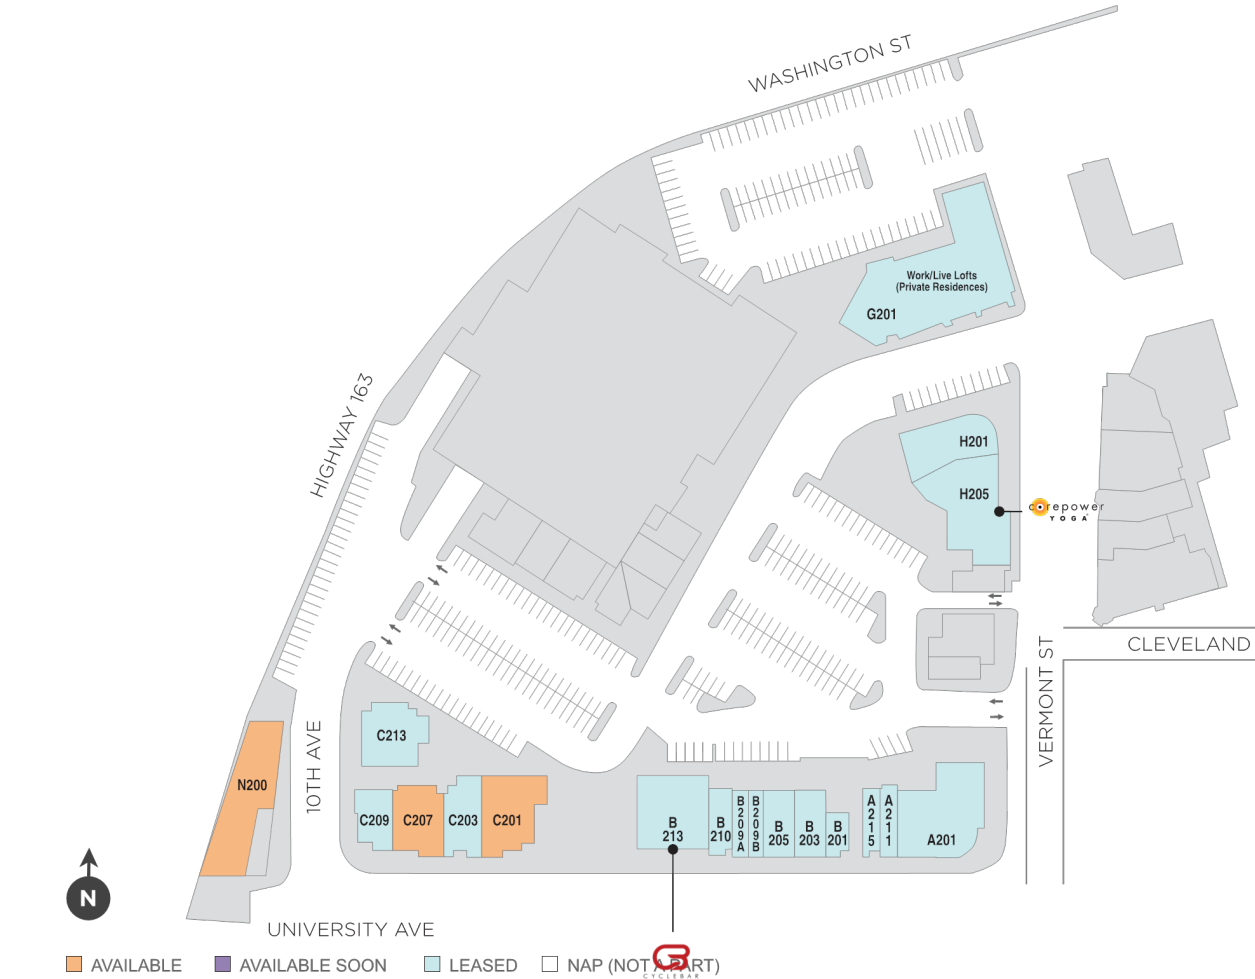 WASHINGTON ST
Work/Live Lofts
(Private Residences)
G201
HIGHWAY 163
H201
H205
corepower
YOGA
CLEVELAND
VERMONT ST
10TH AVE
N200
C213
C209
C207
C203
C201
B
213
B
210
B
2
0
9
A
B
2
0
9
B
B
205
B
203
B
201
A
2
1
5
A
2
1
1
A201
N
UNIVERSITY AVE
AVAILABLE
AVAILABLE SOON
LEASED
NAP (NOT A PART)
CYCLEBAR